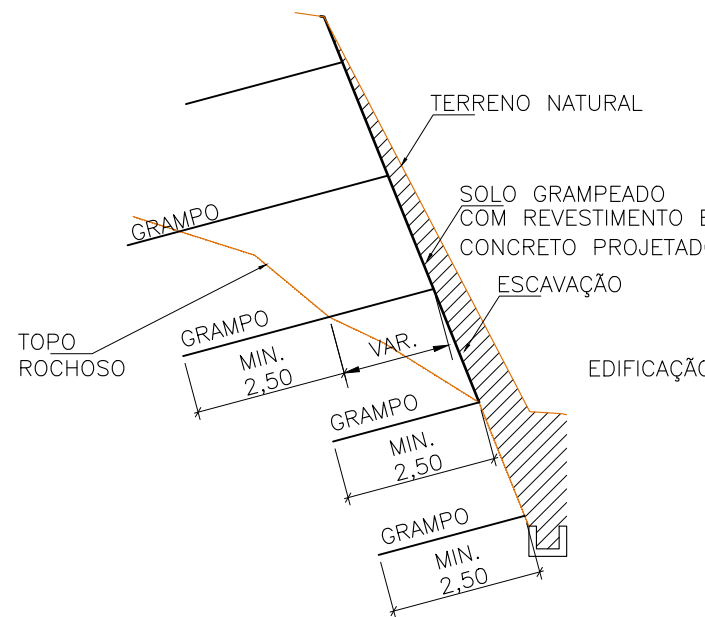 TERRENO NATURAL
SOLO GRAMPEADO
COM REVESTIMENTO E
CONCRETO PROJETADO
ESCAVAÇÃO
GRAMPO
TOPO
ROCHOSO
GRAMPO
MIN.
2,50
VAR.
EDIFICAÇÃO
GRAMPO
MIN.
2,50
GRAMPO
MIN.
2,50